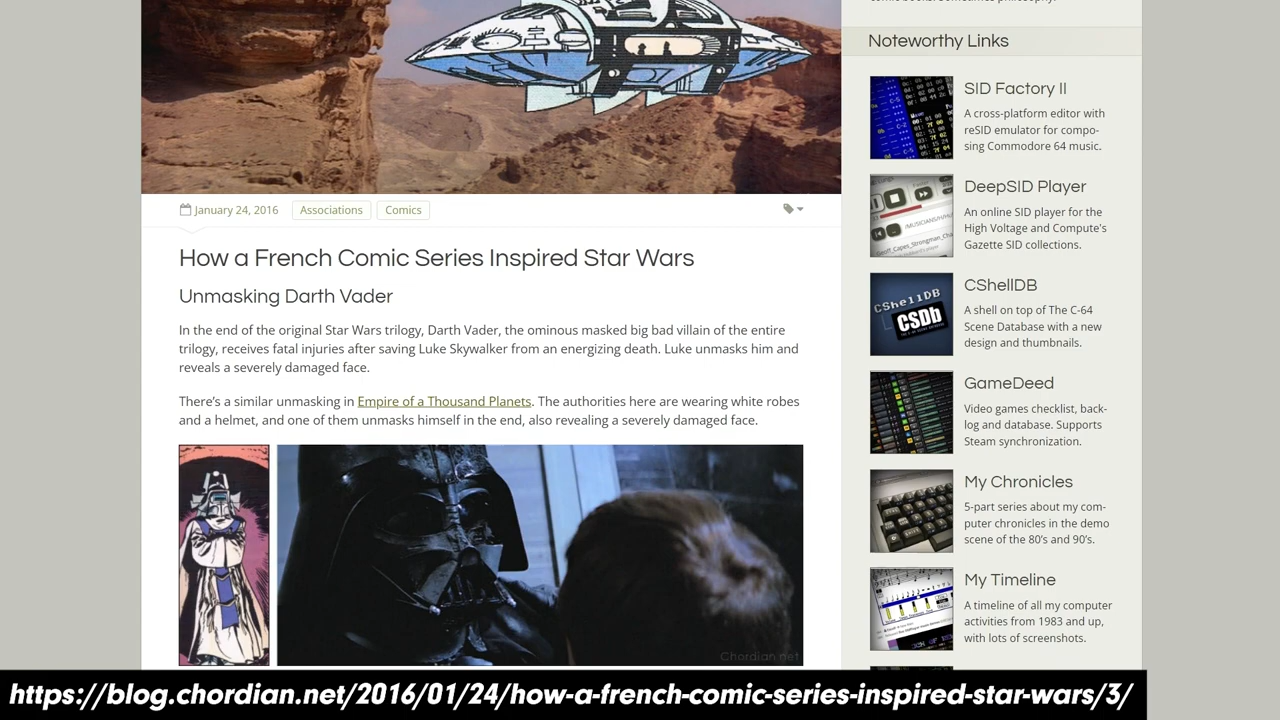 January 24, 2016
Associations
Comics
How a French Comic Series Inspired Star Wars
Unmasking Darth Vader
In the end of the original Star Wars trilogy, Darth Vader, the ominous masked big bad villain of the entire
trilogy, receives fatal injuries after saving Luke Skywalker from an energizing death. Luke unmasks him and
reveals a severely damaged face.
There's a similar unmasking in Empire of a Thousand Planets. The authorities here are wearing white robes
and a helmet, and one of them unmasks himself in the end, also revealing a severely damaged face.
Chordian.net
Noteworthy Links
SID Factory II
A cross-platform editor with
reSID emulator for compo-
sing Commodore 64 music.
DeepSID Player
An online SID player for the
High Voltage and Compute's
Gazette SID collections.
CShellDB
CSDb
CShellDB
A shell on top of The C-64
Scene Database with a new
design and thumbnails.
GameDeed
Video games checklist, back-
log and database. Supports
Steam synchronization.
My Chronicles
5-part series about my com-
puter chronicles in the demo
scene of the 80's and 90's.
My Timeline
A timeline of all my computer
activities from 1983 and up,
with lots of screenshots.
https://blog.chordian.net/2016/01/24/how-a-french-comic-series-inspired-star-wars/3/